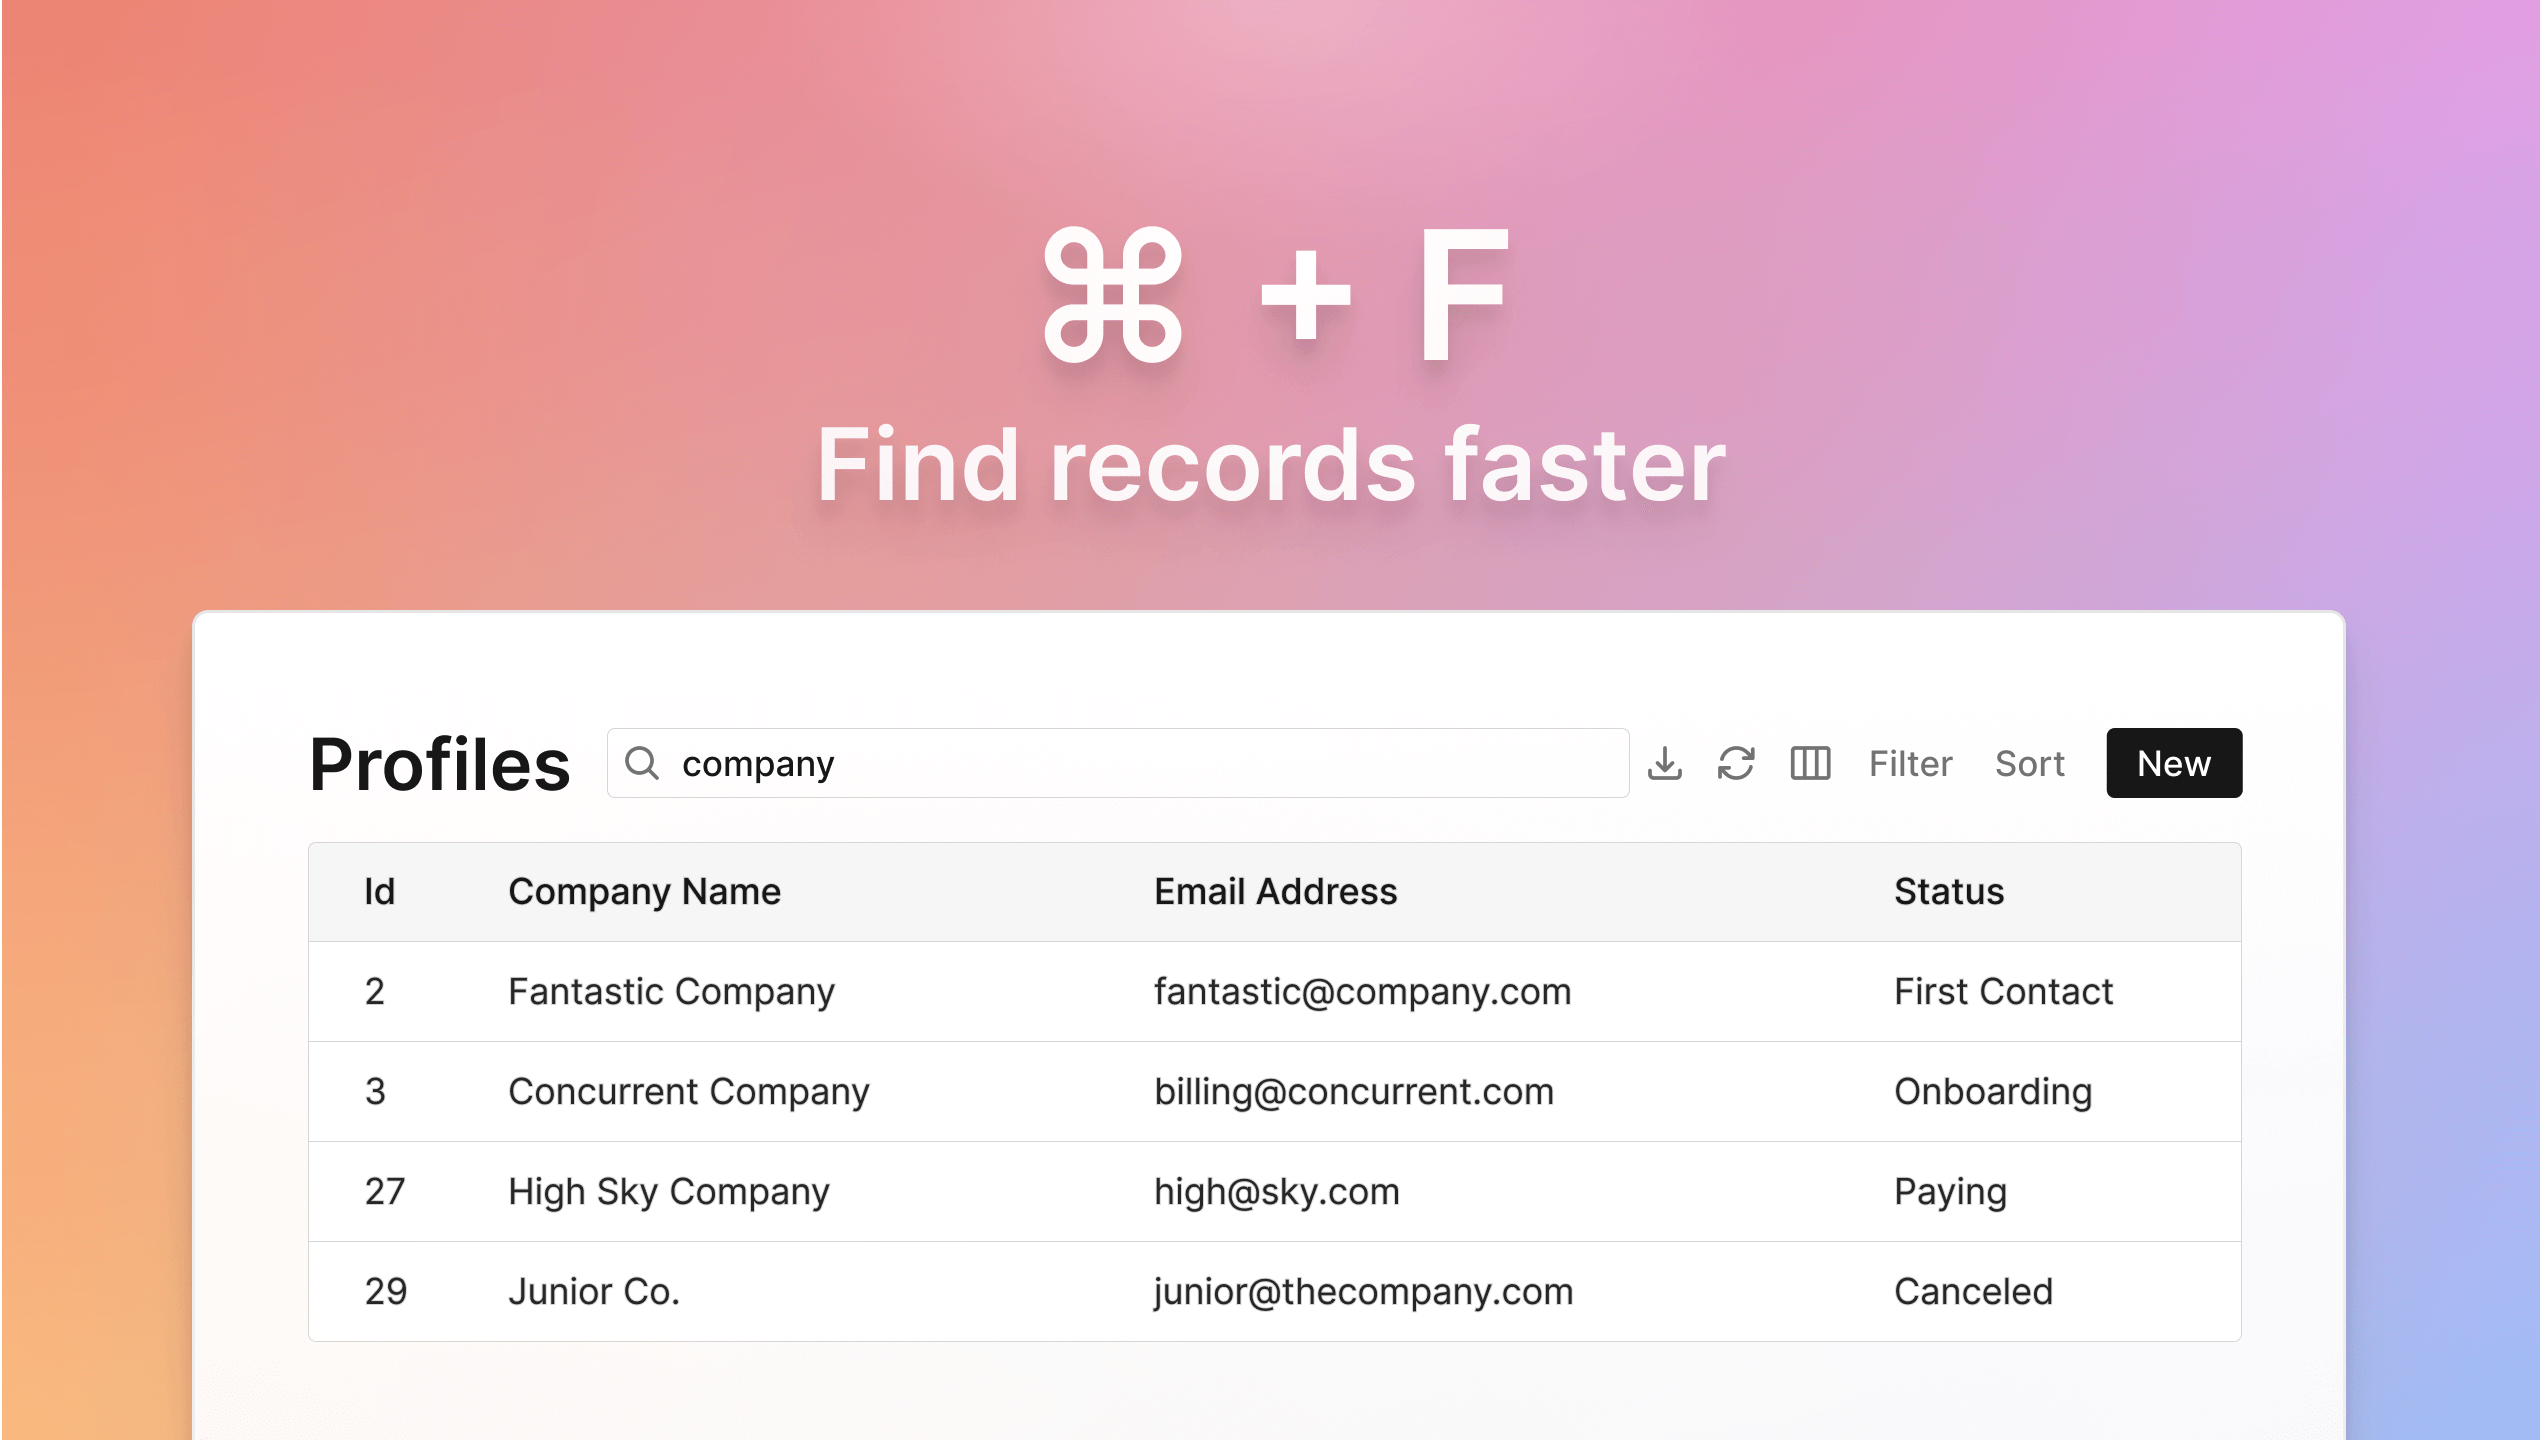 ⌘ + F
Find records faster
Profiles company Filter Sort New
Id Company Name Email Address Status
2 Fantastic Company fantastic@company.com First Contact
3 Concurrent Company billing@concurrent.com Onboarding
27 High Sky Company high@sky.com Paying
29 Junior Co. junior@thecompany.com Canceled